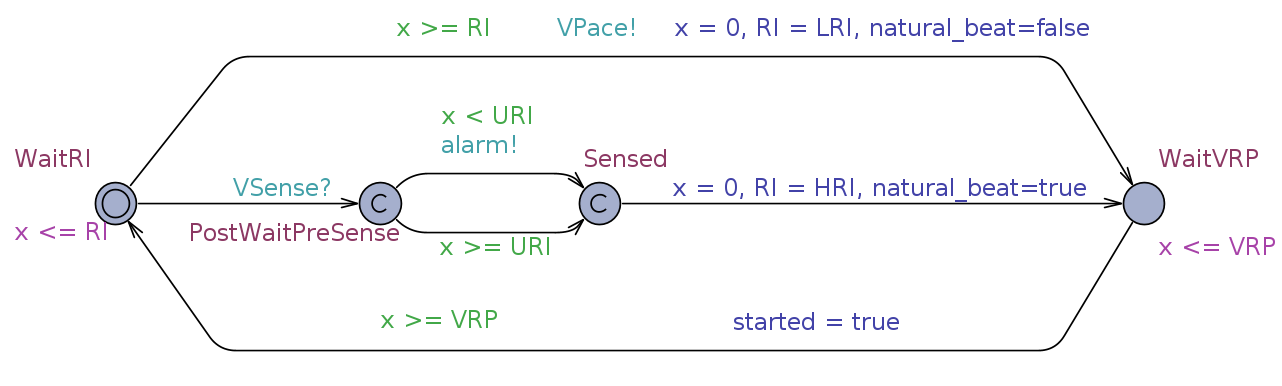 x >= RI VPace! x = 0, RI = LRI, natural_beat=false
x < URI
alarm!
WaitRI Sensed WaitVRP
VSense? x = 0, RI = HRI, natural_beat=true
C C
x <= RI PostWaitPreSense x >= URI x <= VRP
x >= VRP started = true